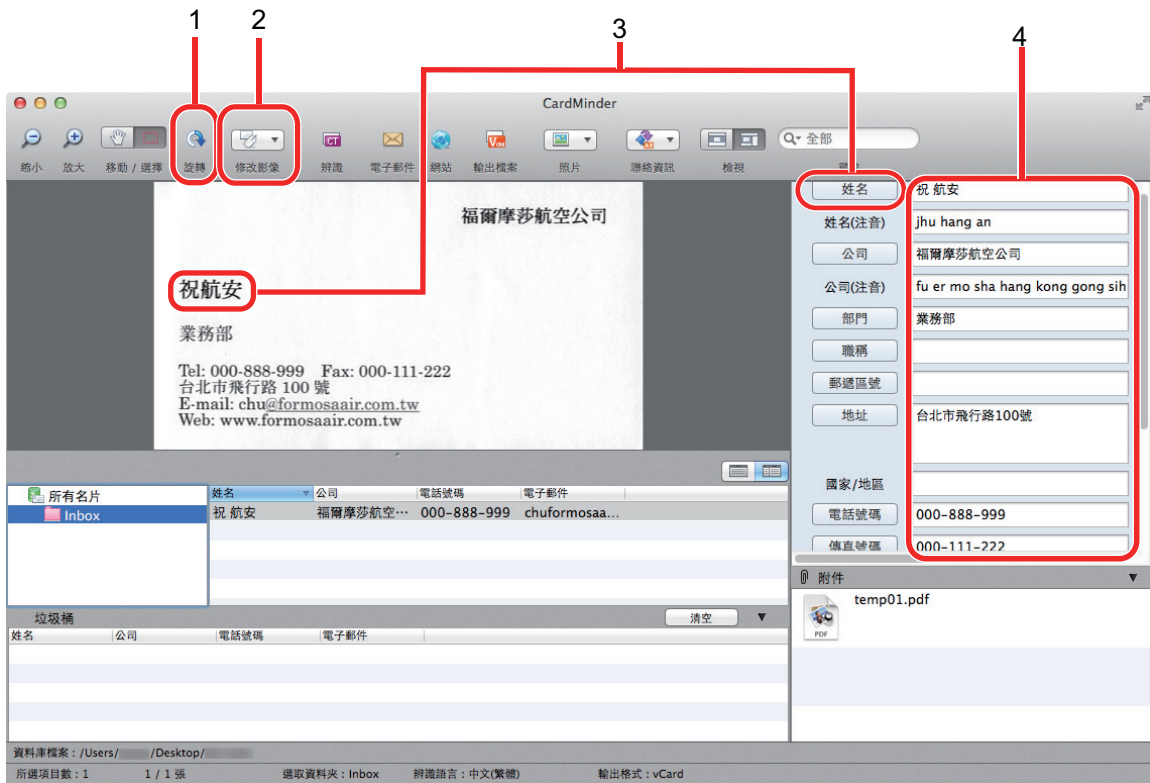 1 2 3 4
CardMinder
全部
縮小 放大 移動 / 選擇 旋轉 修改影像 辨識 電子郵件 網站 輸出檔案 照片 聯絡資訊 檢視
福爾摩莎航空公司
祝航安
業務部
Tel: 000-888-999 Fax: 000-111-222
台北市飛行路 100 號
E-mail: chu@formosaair.com.tw
Web: www.formosaair.com.tw
姓名 祝 航安
姓名(注音) jhu hang an
公司 福爾摩莎航空公司
公司(注音) fu er mo sha hang kong gong sih
部門 業務部
職稱
郵遞區號
地址 台北市飛行路100號
國家/地區
電話號碼 000-888-999
傳真號碼 000-111-222
所有名片
Inbox
姓名 公司 電話號碼 電子郵件
祝 航安 福爾摩莎航空… 000-888-999 chuformosaa...
附件
temp01.pdf
PDF
垃圾桶 清空
姓名 公司 電話號碼 電子郵件
資料庫檔案：/Users/ /Desktop/
所選項目數：1 1 / 1 張 選取資料夾：Inbox 辨識語言：中文(繁體) 輸出格式：vCard